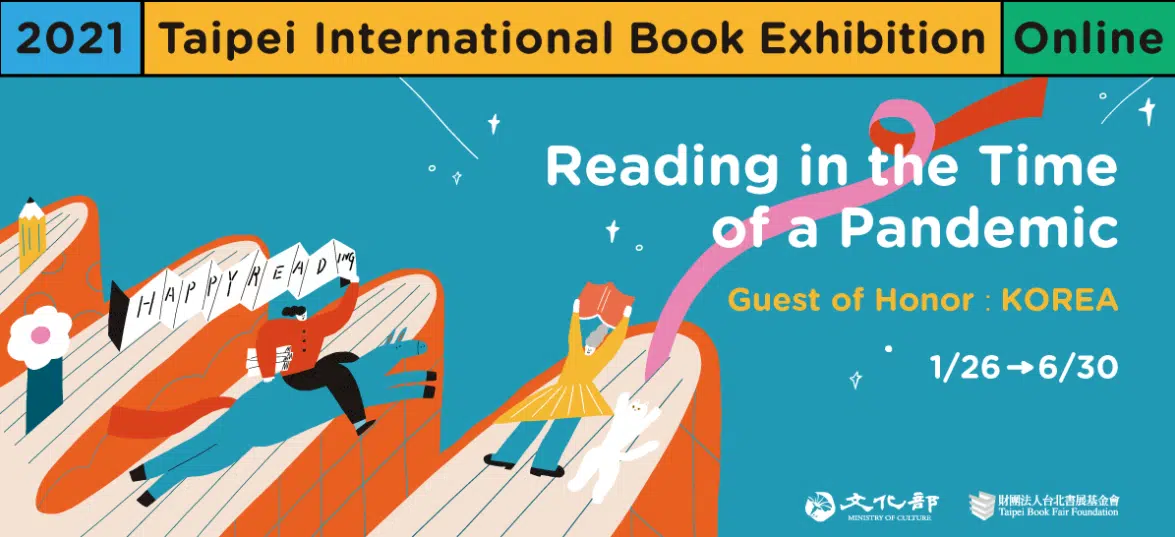 2021 Taipei International Book Exhibition Online
Reading in the Time
of a Pandemic
Guest of Honor : KOREA
1/26→6/30
HAPPY READING
文化部
MINISTRY OF CULTURE
財團法人台北書展基金會
Taipei Book Fair Foundation